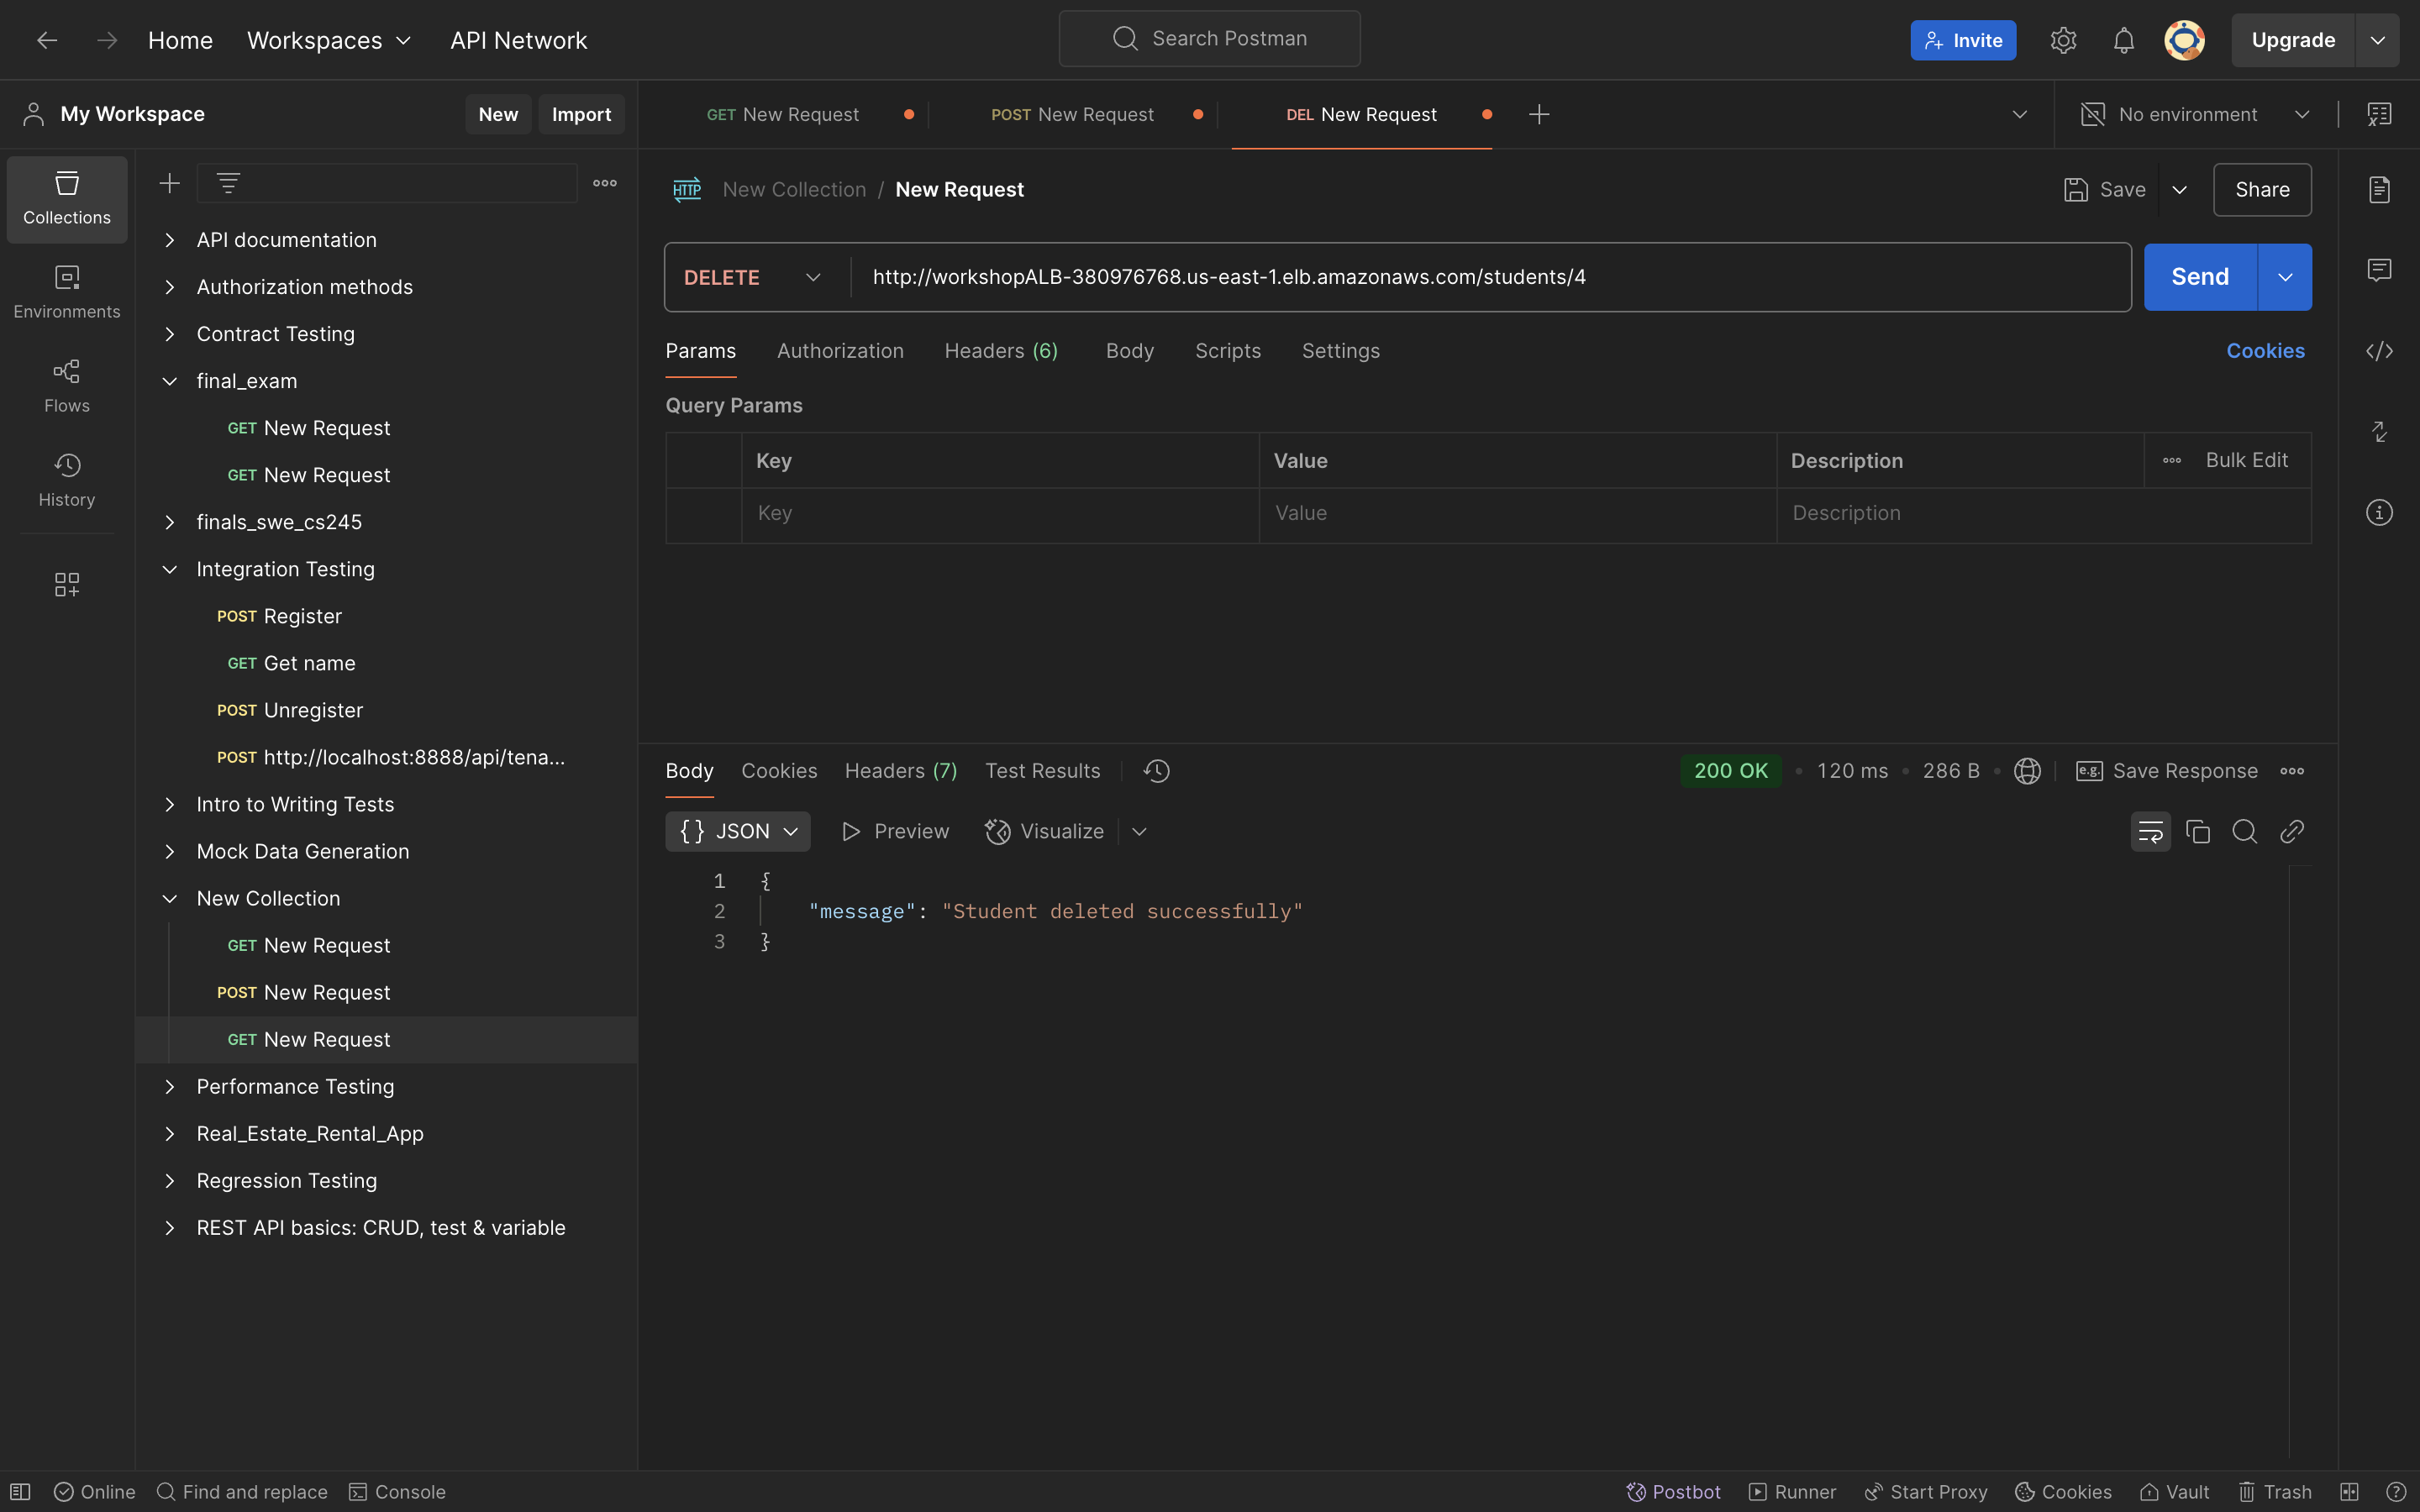 Home Workspaces API Network Search Postman Invite Upgrade
My Workspace New Import
GET New Request POST New Request DEL New Request No environment
Collections
Environments
Flows
History
API documentation
Authorization methods
Contract Testing
final_exam
GET New Request
GET New Request
finals_swe_cs245
Integration Testing
POST Register
GET Get name
POST Unregister
POST http://localhost:8888/api/tena...
Intro to Writing Tests
Mock Data Generation
New Collection
GET New Request
POST New Request
GET New Request
Performance Testing
Real_Estate_Rental_App
Regression Testing
REST API basics: CRUD, test & variable
HTTP New Collection / New Request Save Share
DELETE http://workshopALB-380976768.us-east-1.elb.amazonaws.com/students/4 Send
Params Authorization Headers (6) Body Scripts Settings Cookies
Query Params
Key Value Description Bulk Edit
Key Value Description
Body Cookies Headers (7) Test Results 200 OK • 120 ms • 286 B • e.g. Save Response
{} JSON Preview Visualize
1 {
2 "message": "Student deleted successfully"
3 }
Online Find and replace Console Postbot Runner Start Proxy Cookies Vault Trash